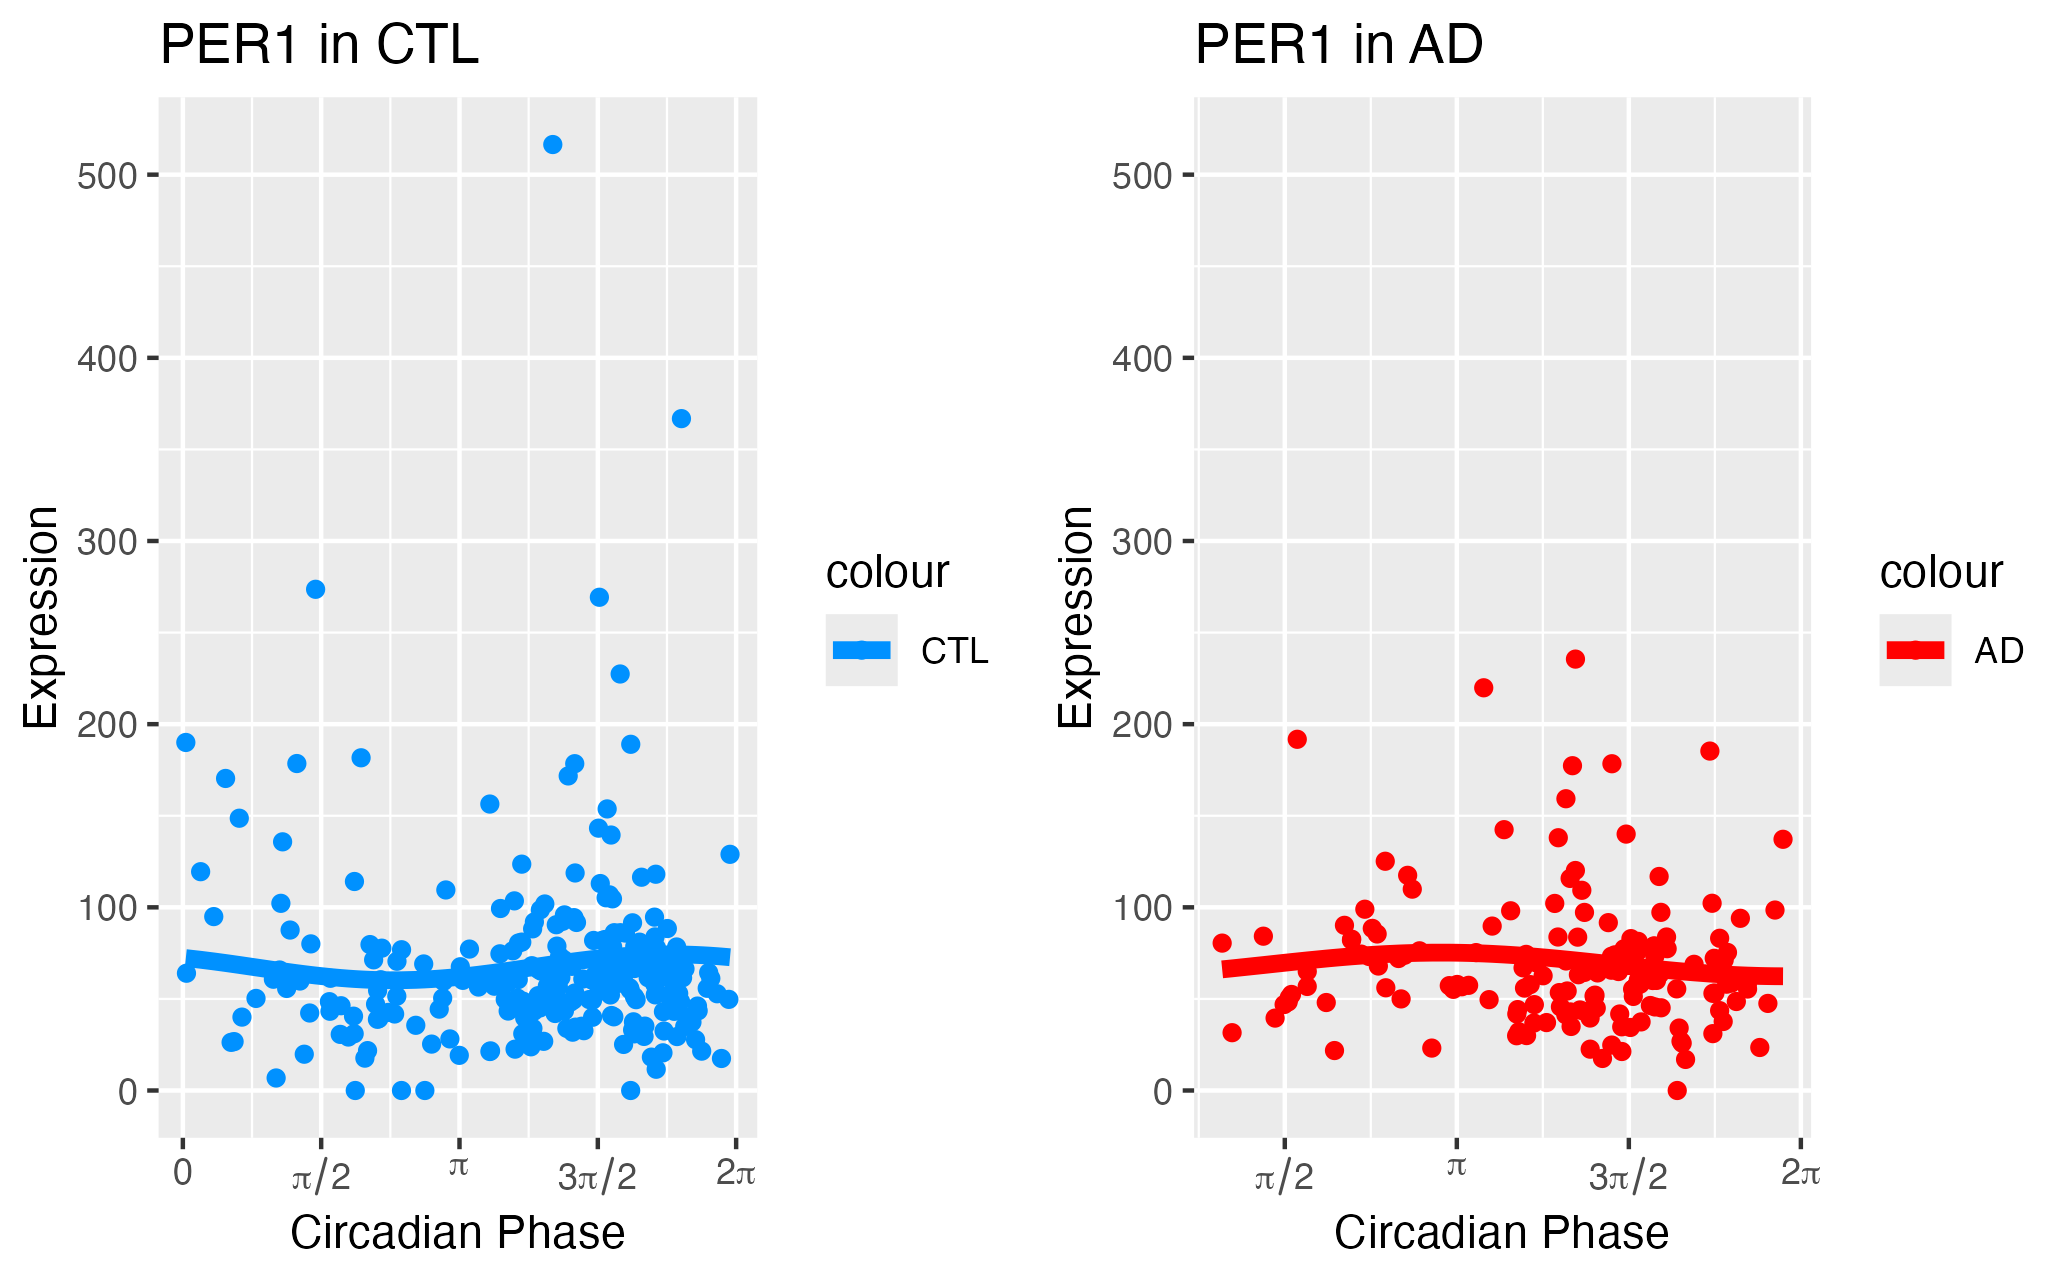 PER1 in CTL
500
400
300
200
100
0
Expression
0 π/2 π 3π/2 2π
Circadian Phase
colour
CTL
PER1 in AD
500
400
300
200
100
0
Expression
π/2 π 3π/2 2π
Circadian Phase
colour
AD